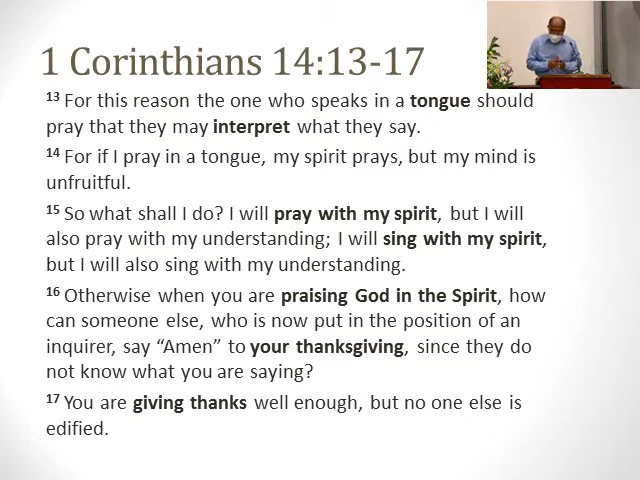 1 Corinthians 14:13-17
13 For this reason the one who speaks in a tongue should
pray that they may interpret what they say.
14 For if I pray in a tongue, my spirit prays, but my mind is
unfruitful.
15 So what shall I do? I will pray with my spirit, but I will
also pray with my understanding; I will sing with my spirit,
but I will also sing with my understanding.
16 Otherwise when you are praising God in the Spirit, how
can someone else, who is now put in the position of an
inquirer, say “Amen” to your thanksgiving, since they do
not know what you are saying?
17 You are giving thanks well enough, but no one else is
edified.